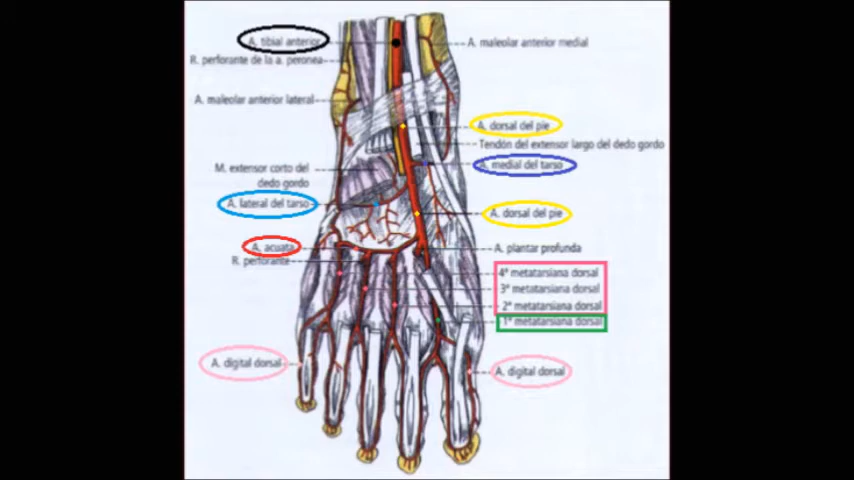 A. tibial anterior
A. maleolar anterior medial
R. perforante de la a. peronea
A. maleolar anterior lateral
A. dorsal del pie
Tendón del extensor largo del dedo gordo
M. extensor corto del
dedo gordo
A. medial del tarso
A. lateral del tarso
A. dorsal del pie
A. acuata
A. plantar profunda
R. perforante
4ª metatarsiana dorsal
3ª metatarsiana dorsal
2ª metatarsiana dorsal
1ª metatarsiana dorsal
A. digital dorsal
A. digital dorsal